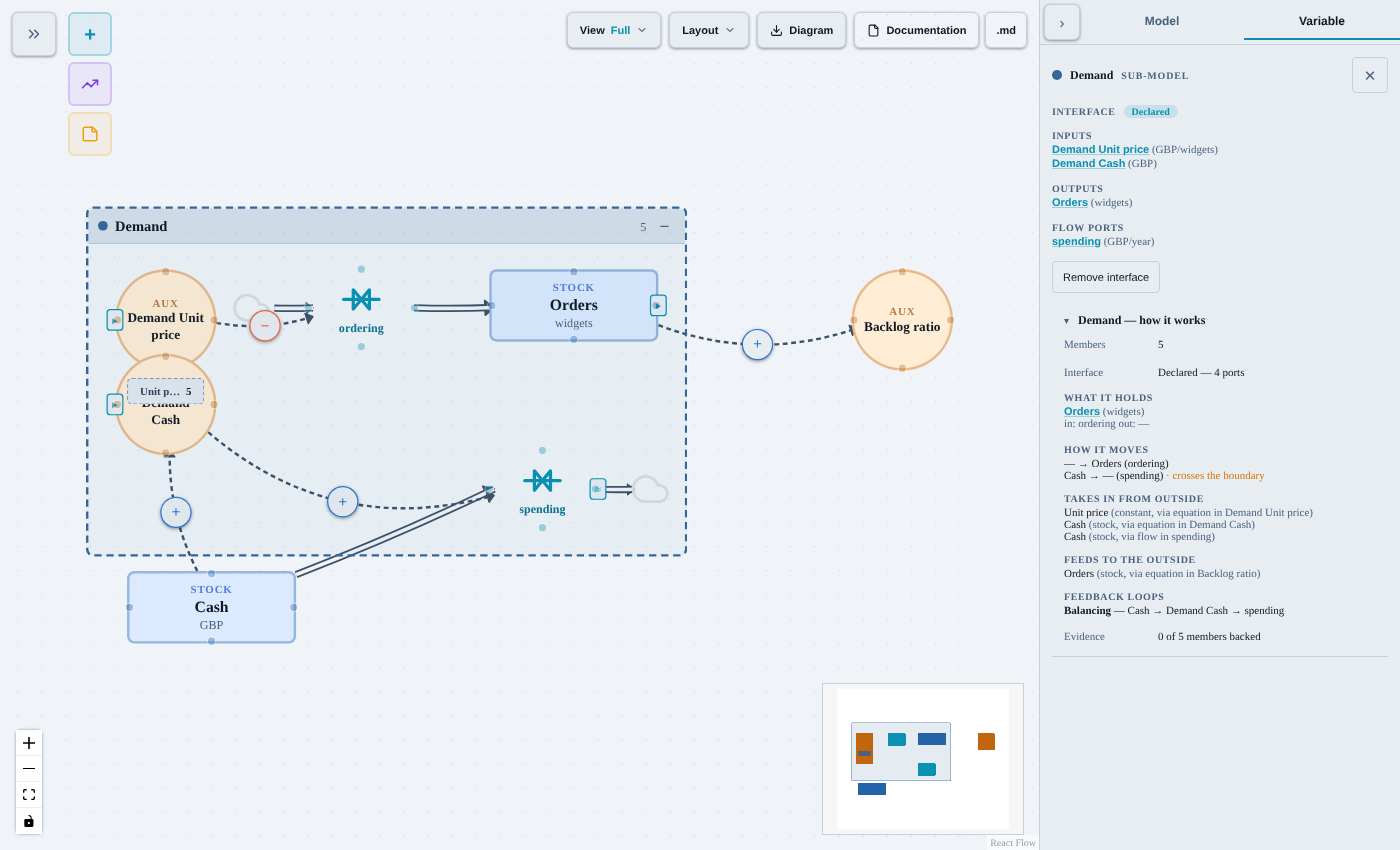 View Full
Layout
Diagram
Documentation
.md
Demand
5
AUX
Demand Unit
price
ordering
STOCK
Orders
widgets
AUX
Backlog ratio
Unit p… 5
Demand
Cash
spending
STOCK
Cash
GBP
React Flow
Model
Variable
Demand SUB-MODEL
INTERFACE Declared
INPUTS
Demand Unit price (GBP/widgets)
Demand Cash (GBP)
OUTPUTS
Orders (widgets)
FLOW PORTS
spending (GBP/year)
Remove interface
Demand — how it works
Members 5
Interface Declared — 4 ports
WHAT IT HOLDS
Orders (widgets)
in: ordering out: —
HOW IT MOVES
— → Orders (ordering)
Cash → — (spending) · crosses the boundary
TAKES IN FROM OUTSIDE
Unit price (constant, via equation in Demand Unit price)
Cash (stock, via equation in Demand Cash)
Cash (stock, via flow in spending)
FEEDS TO THE OUTSIDE
Orders (stock, via equation in Backlog ratio)
FEEDBACK LOOPS
Balancing — Cash → Demand Cash → spending
Evidence 0 of 5 members backed